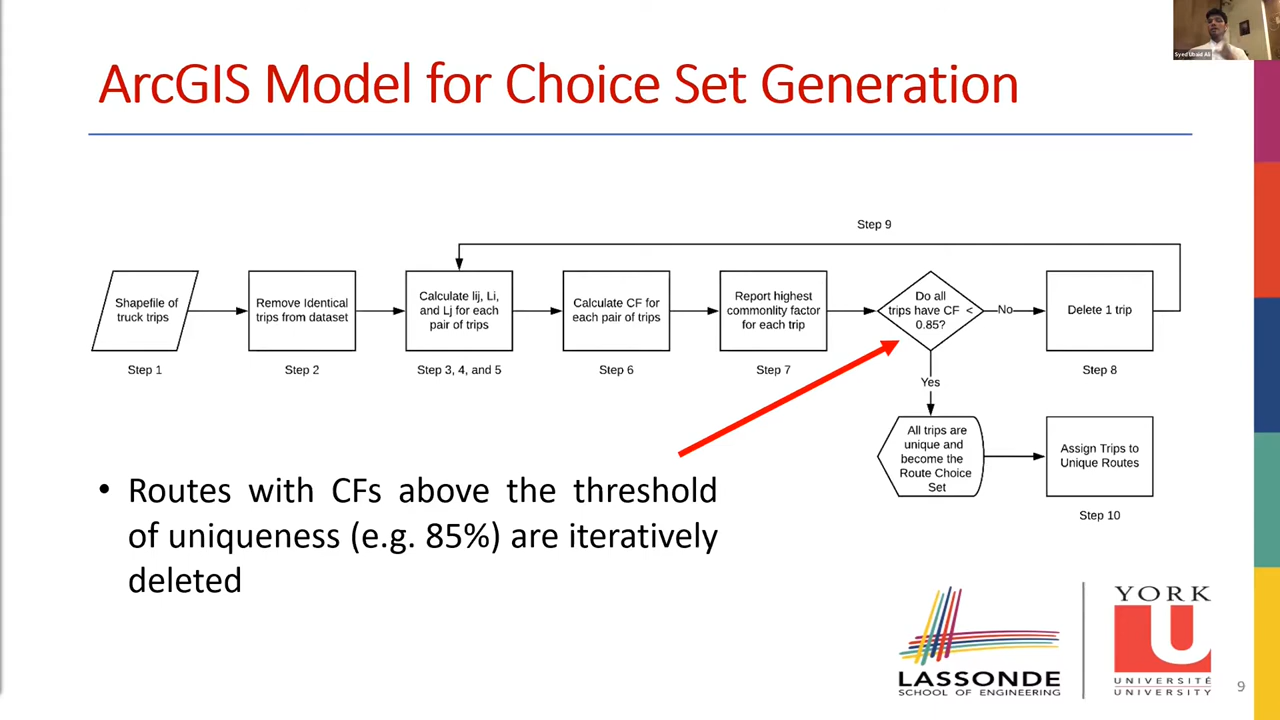 Syed Ubaid Ali
ArcGIS Model for Choice Set Generation
Step 9
Shapefile of
truck trips
Step 1
Remove Identical
trips from dataset
Step 2
Calculate lij, Li,
and Lj for each
pair of trips
Step 3, 4, and 5
Calculate CF for
each pair of trips
Step 6
Report highest
commonlity factor
for each trip
Step 7
Do all
trips have CF <
0.85?
No
Delete 1 trip
Step 8
Yes
All trips are
unique and
become the
Route Choice
Set
Assign Trips to
Unique Routes
Step 10
• Routes with CFs above the threshold
of uniqueness (e.g. 85%) are iteratively
deleted
LASSONDE
SCHOOL OF ENGINEERING
YORK
U
UNIVERSITÉ
UNIVERSITY
9